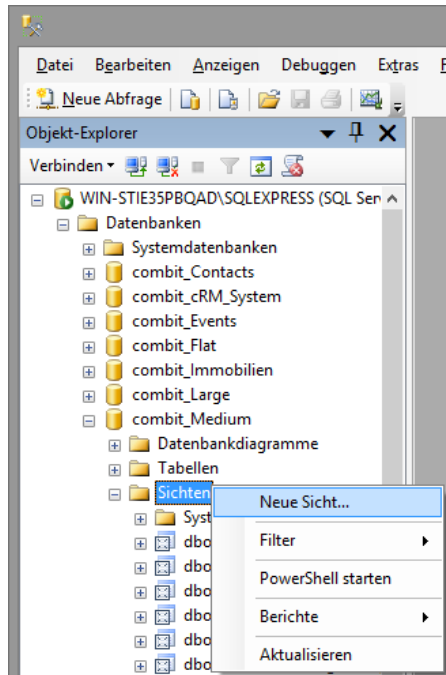 Datei Bearbeiten Anzeigen Debuggen Extras
Neue Abfrage
Objekt-Explorer
Verbinden
WIN-STIE35PBQAD\SQLEXPRESS (SQL Ser
Datenbanken
Systemdatenbanken
combit_Contacts
combit_cRM_System
combit_Events
combit_Flat
combit_Immobilien
combit_Large
combit_Medium
Datenbankdiagramme
Tabellen
Sichten
Neue Sicht...
Syst
dbo
Filter
dbo
PowerShell starten
dbo
Berichte
dbo
dbo
Aktualisieren
dbo